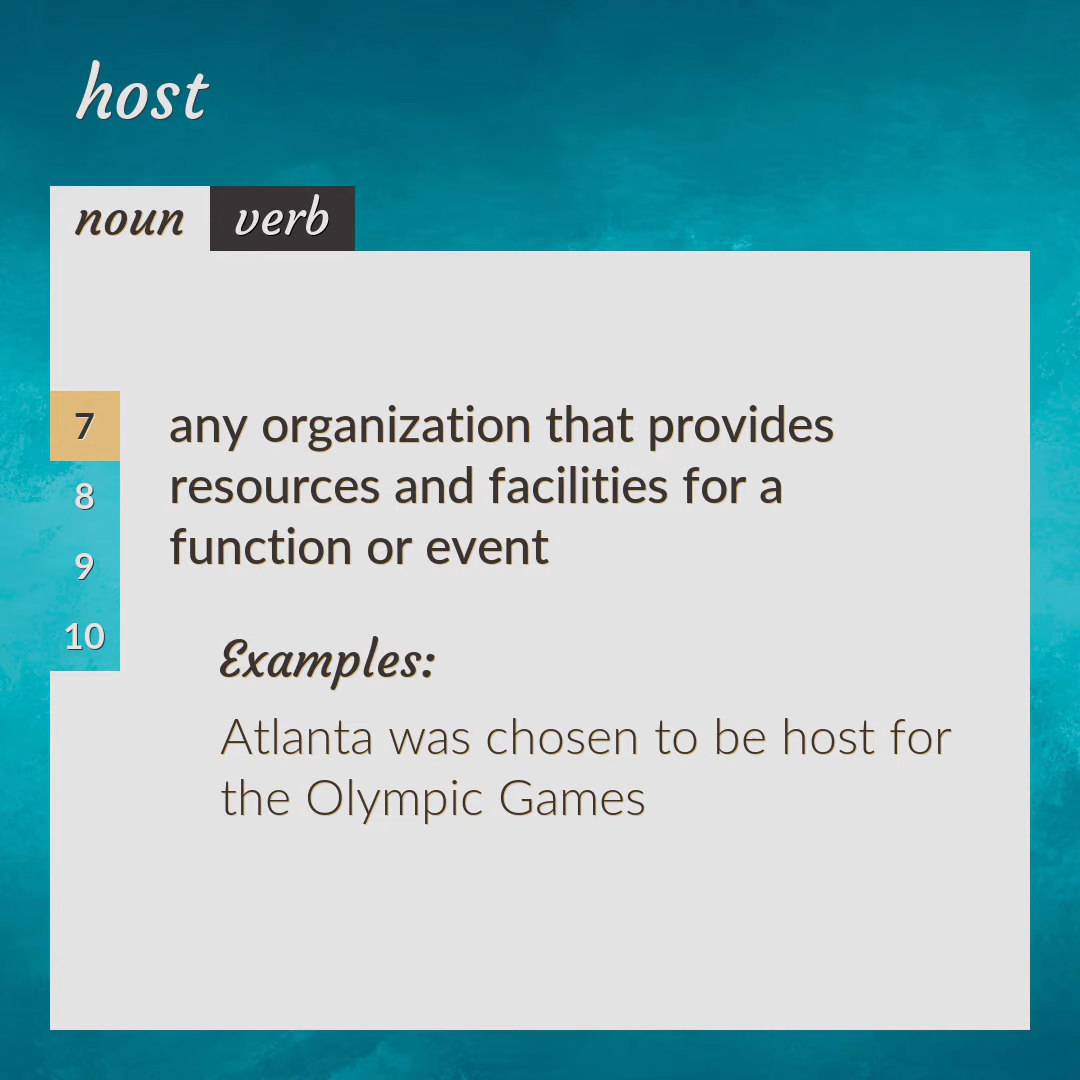 host
noun verb
7
any organization that provides
resources and facilities for a
function or event
8
9
10
Examples:
Atlanta was chosen to be host for
the Olympic Games